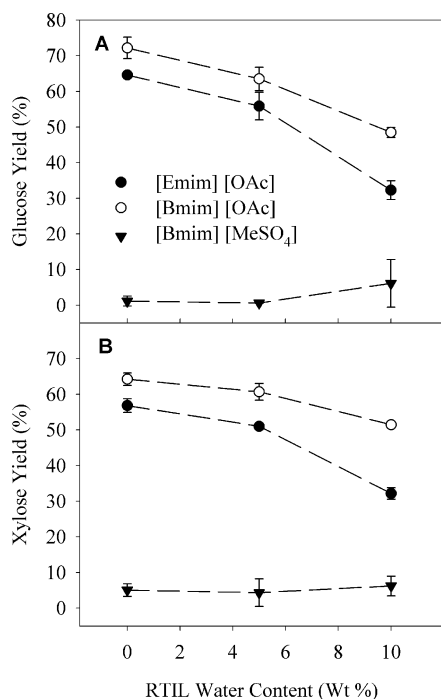 A
80
70
60
50
40
30
20
10
0
Glucose Yield (%)
[Emim] [OAc]
[Bmim] [OAc]
[Bmim] [MeSO₄]
B
70
60
50
40
30
20
10
0
Xylose Yield (%)
0 2 4 6 8 10
RTIL Water Content (Wt %)